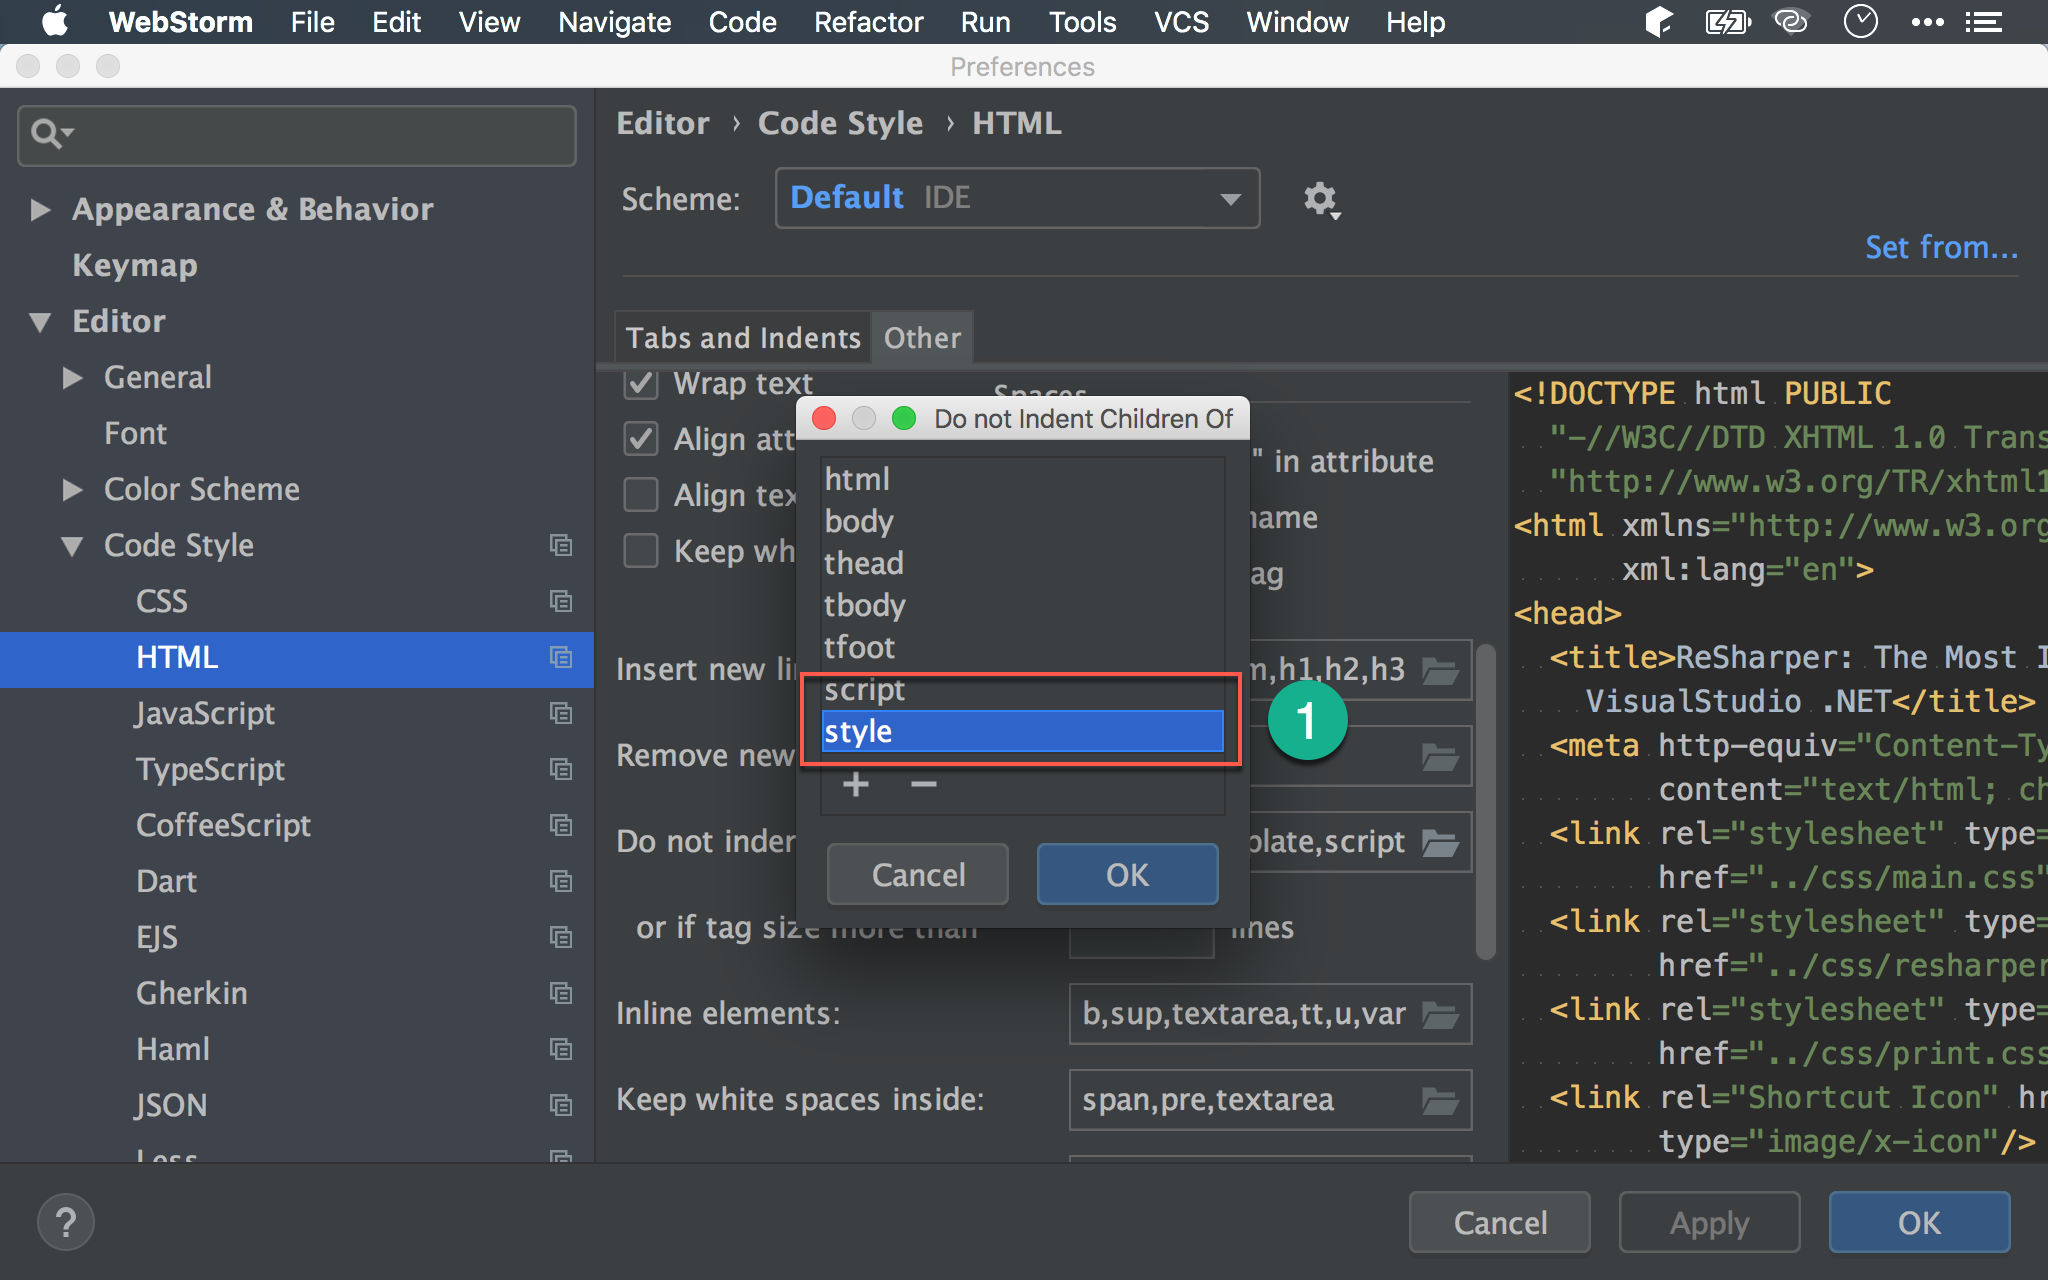 WebStorm File Edit View Navigate Code Refactor Run Tools VCS Window Help
Preferences
Editor › Code Style › HTML
Scheme: Default IDE
Set from...
Appearance & Behavior
Keymap
Editor
General
Font
Color Scheme
Code Style
CSS
HTML
JavaScript
TypeScript
CoffeeScript
Dart
EJS
Gherkin
Haml
JSON
Less
Tabs and Indents Other
Wrap text
Spaces
Align att
" in attribute
Align tex
name
Keep wh
ag
Insert new li
m,h1,h2,h3
Remove new
Do not inden
plate,script
or if tag size more than lines
Inline elements: b,sup,textarea,tt,u,var
Keep white spaces inside: span,pre,textarea
Do not Indent Children Of
html
body
thead
tbody
tfoot
script
style
1
+ −
Cancel OK
<!DOCTYPE html PUBLIC
"-//W3C//DTD XHTML 1.0 Trans
"http://www.w3.org/TR/xhtml1
<html xmlns="http://www.w3.org
xml:lang="en">
<head>
<title>ReSharper: The Most I
VisualStudio .NET</title>
<meta http-equiv="Content-Ty
content="text/html; ch
<link rel="stylesheet" type=
href="../css/main.css"
<link rel="stylesheet" type=
href="../css/resharper
<link rel="stylesheet" type=
href="../css/print.css
<link rel="Shortcut Icon" hr
type="image/x-icon"/>
? Cancel Apply OK